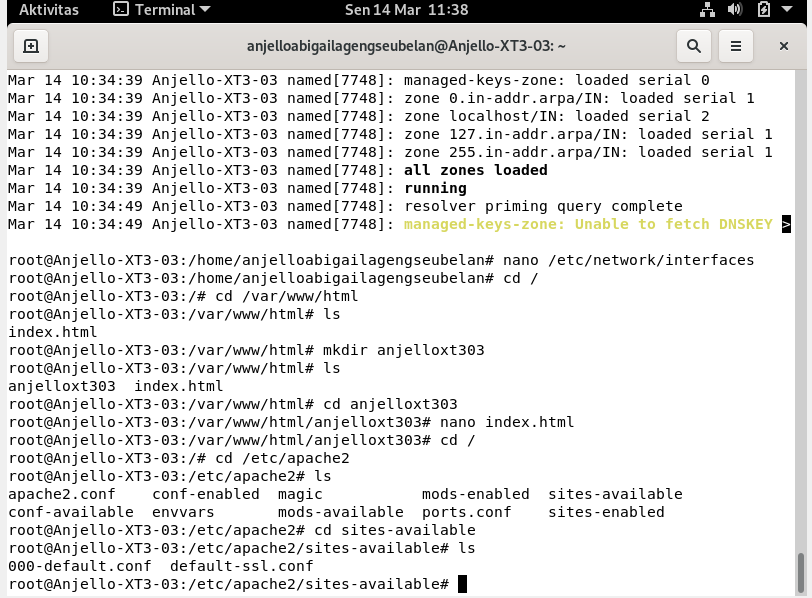 Aktivitas Terminal Sen 14 Mar 11:38
anjelloabigailagengseubelan@Anjello-XT3-03: ~
Mar 14 10:34:39 Anjello-XT3-03 named[7748]: managed-keys-zone: loaded serial 0
Mar 14 10:34:39 Anjello-XT3-03 named[7748]: zone 0.in-addr.arpa/IN: loaded serial 1
Mar 14 10:34:39 Anjello-XT3-03 named[7748]: zone localhost/IN: loaded serial 2
Mar 14 10:34:39 Anjello-XT3-03 named[7748]: zone 127.in-addr.arpa/IN: loaded serial 1
Mar 14 10:34:39 Anjello-XT3-03 named[7748]: zone 255.in-addr.arpa/IN: loaded serial 1
Mar 14 10:34:39 Anjello-XT3-03 named[7748]: all zones loaded
Mar 14 10:34:39 Anjello-XT3-03 named[7748]: running
Mar 14 10:34:49 Anjello-XT3-03 named[7748]: resolver priming query complete
Mar 14 10:34:49 Anjello-XT3-03 named[7748]: managed-keys-zone: Unable to fetch DNSKEY >
root@Anjello-XT3-03:/home/anjelloabigailagengseubelan# nano /etc/network/interfaces
root@Anjello-XT3-03:/home/anjelloabigailagengseubelan# cd /
root@Anjello-XT3-03:/# cd /var/www/html
root@Anjello-XT3-03:/var/www/html# ls
index.html
root@Anjello-XT3-03:/var/www/html# mkdir anjelloxt303
root@Anjello-XT3-03:/var/www/html# ls
anjelloxt303  index.html
root@Anjello-XT3-03:/var/www/html# cd anjelloxt303
root@Anjello-XT3-03:/var/www/html/anjelloxt303# nano index.html
root@Anjello-XT3-03:/var/www/html/anjelloxt303# cd /
root@Anjello-XT3-03:/# cd /etc/apache2
root@Anjello-XT3-03:/etc/apache2# ls
apache2.conf    conf-enabled  magic           mods-enabled  sites-available
conf-available  envvars       mods-available  ports.conf    sites-enabled
root@Anjello-XT3-03:/etc/apache2# cd sites-available
root@Anjello-XT3-03:/etc/apache2/sites-available# ls
000-default.conf  default-ssl.conf
root@Anjello-XT3-03:/etc/apache2/sites-available#